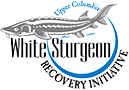 Upper Columbia
White Sturgeon
RECOVERY INITIATIVE